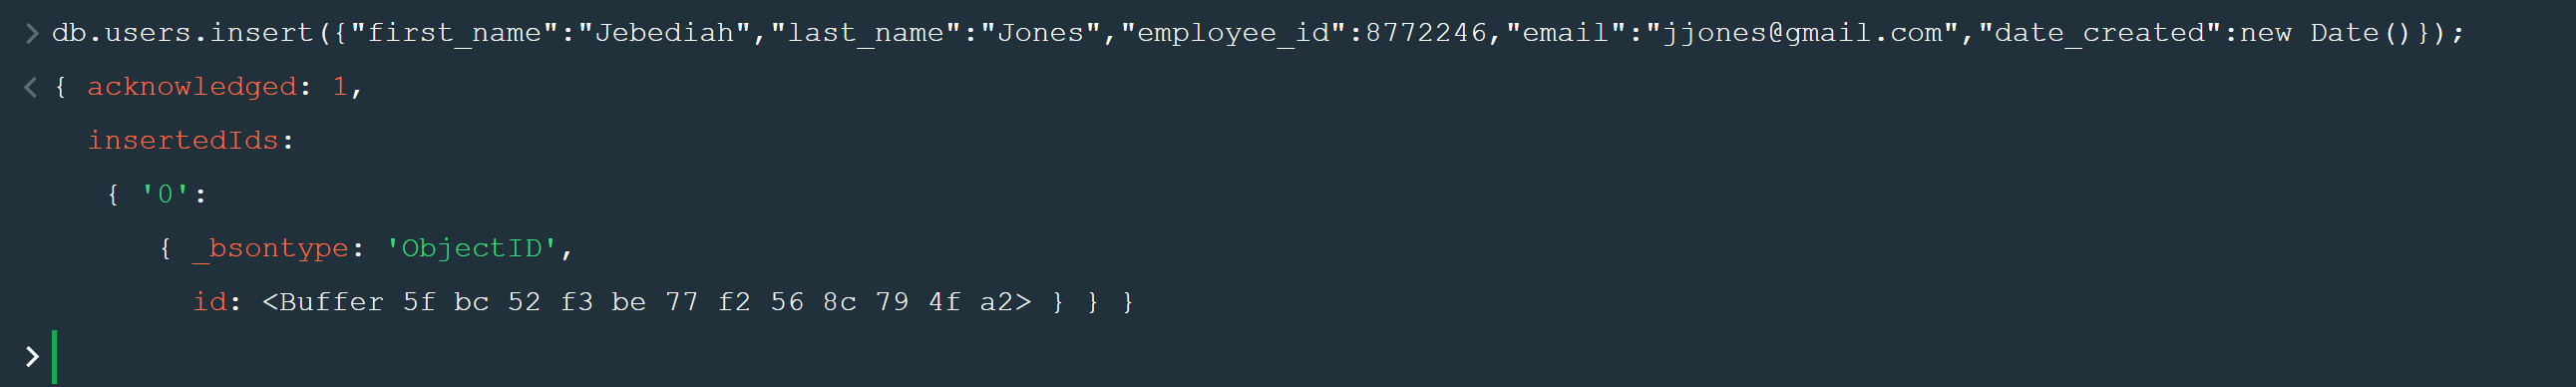 > db.users.insert({"first_name":"Jebediah","last_name":"Jones","employee_id":8772246,"email":"jjones@gmail.com","date_created":new Date()});
< { acknowledged: 1,
insertedIds:
{ '0':
{ _bsontype: 'ObjectID',
id: <Buffer 5f bc 52 f3 be 77 f2 56 8c 79 4f a2> } } }
>